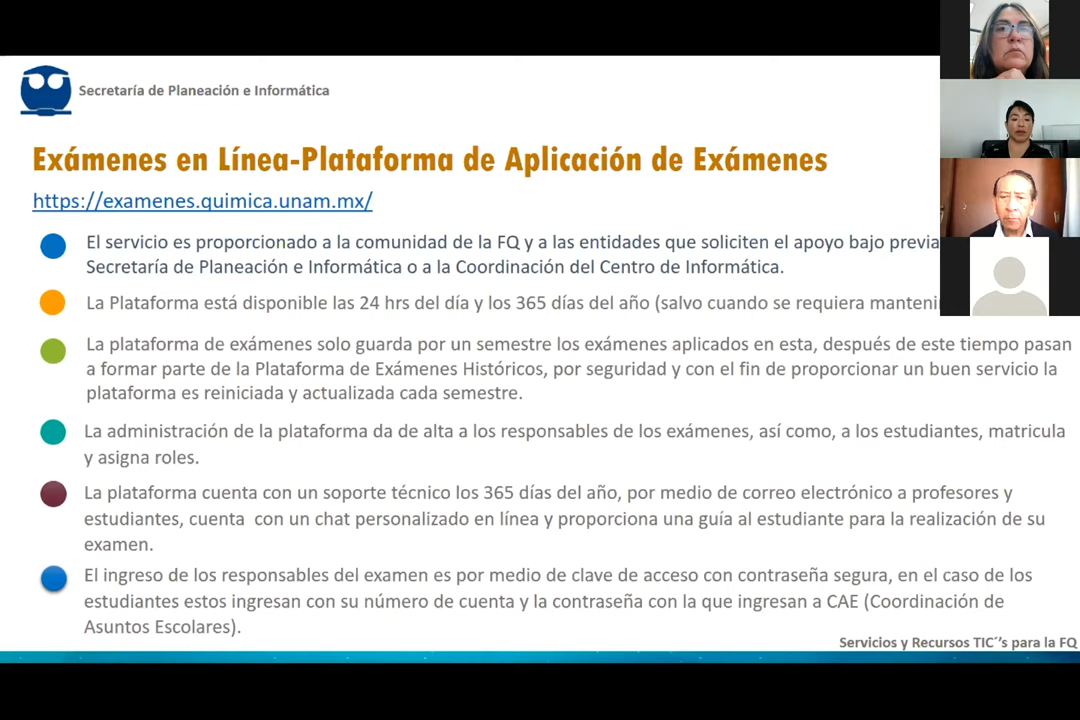 Secretaría de Planeación e Informática
Exámenes en Línea-Plataforma de Aplicación de Exámenes
https://examenes.quimica.unam.mx/
El servicio es proporcionado a la comunidad de la FQ y a las entidades que soliciten el apoyo bajo previa
Secretaría de Planeación e Informática o a la Coordinación del Centro de Informática.
La Plataforma está disponible las 24 hrs del día y los 365 días del año (salvo cuando se requiera
La plataforma de exámenes solo guarda por un semestre los exámenes aplicados en esta, después de este tiempo pasan
a formar parte de la Plataforma de Exámenes Históricos, por seguridad y con el fin de proporcionar un buen servicio la
plataforma es reiniciada y actualizada cada semestre.
La administración de la plataforma da de alta a los responsables de los exámenes, así como, a los estudiantes, matricula
y asigna roles.
La plataforma cuenta con un soporte técnico los 365 días del año, por medio de correo electrónico a profesores y
estudiantes, cuenta con un chat personalizado en línea y proporciona una guía al estudiante para la realización de su
examen.
El ingreso de los responsables del examen es por medio de clave de acceso con contraseña segura, en el caso de los
estudiantes estos ingresan con su número de cuenta y la contraseña con la que ingresan a CAE (Coordinación de
Asuntos Escolares).
Servicios y Recursos TIC´'s para la FQ